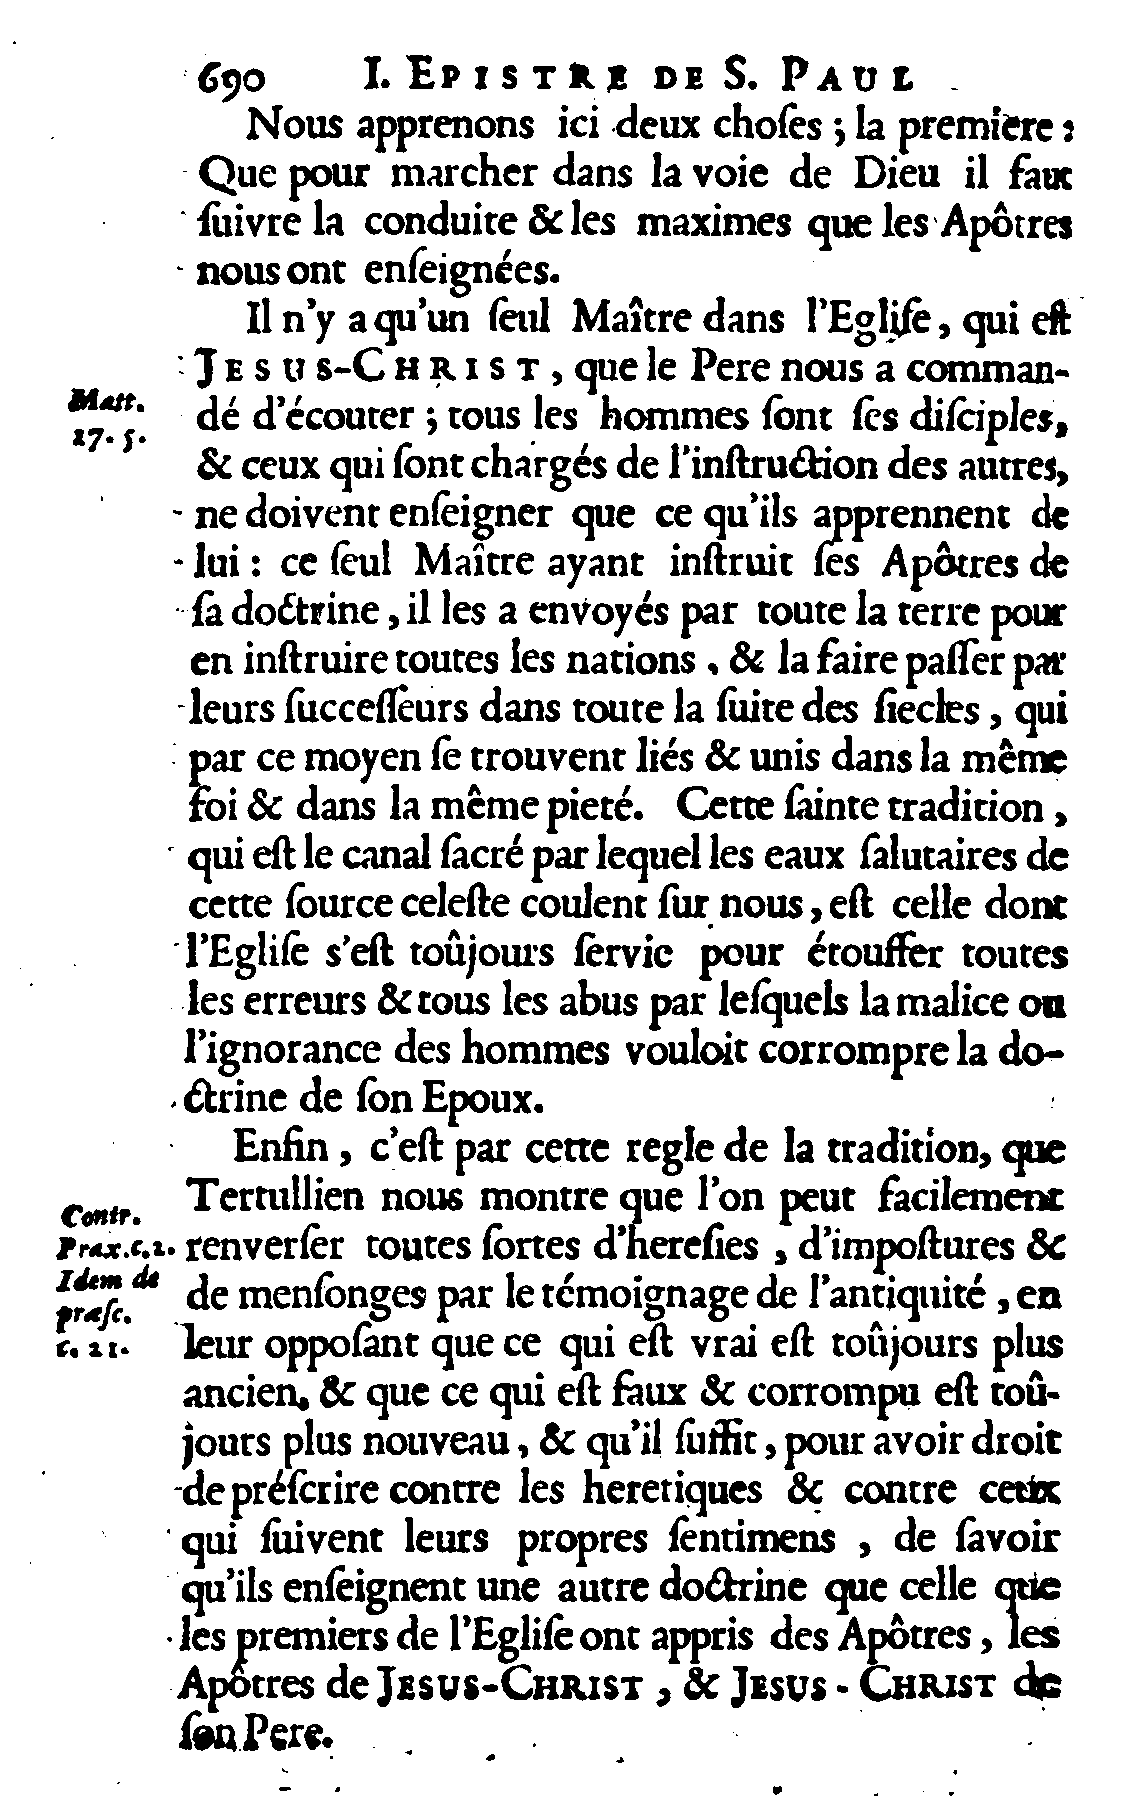 690 I. EPISTRE DE S. PAUL
Nous apprenons ici deux choſes ; la premiere :
Que pour marcher dans la voie de Dieu il faut
ſuivre la conduite & les maximes que les Apôtres
nous ont enſeignées.
Il n'y a qu'un ſeul Maître dans l'Egliſe, qui eſt
JESUS-CHRIST, que le Pere nous a comman-
Matt.
17. 5.
dé d'écouter ; tous les hommes ſont ſes diſciples,
& ceux qui ſont chargés de l'inſtruction des autres,
ne doivent enſeigner que ce qu'ils apprennent de
lui : ce ſeul Maître ayant inſtruit ſes Apôtres de
ſa doctrine, il les a envoyés par toute la terre pour
en inſtruire toutes les nations, & la faire paſſer par
leurs ſucceſſeurs dans toute la ſuite des ſiecles, qui
par ce moyen ſe trouvent liés & unis dans la même
foi & dans la même pieté. Cette ſainte tradition,
qui eſt le canal ſacré par lequel les eaux ſalutaires de
cette ſource celeſte coulent ſur nous, eſt celle dont
l'Egliſe s'eſt toûjours ſervie pour étouffer toutes
les erreurs & tous les abus par leſquels la malice ou
l'ignorance des hommes vouloit corrompre la do-
ctrine de ſon Epoux.
Enfin, c'eſt par cette regle de la tradition, que
Tertullien nous montre que l'on peut facilement
Contr.
Prax. c. 2.
Idem de
præſc.
c. 21.
renverſer toutes ſortes d'hereſies, d'impoſtures &
de menſonges par le témoignage de l'antiquité, en
leur oppoſant que ce qui eſt vrai eſt toûjours plus
ancien, & que ce qui eſt faux & corrompu eſt toû-
jours plus nouveau, & qu'il ſuffit, pour avoir droit
de préſcrire contre les heretiques & contre ceux
qui ſuivent leurs propres ſentimens, de ſavoir
qu'ils enſeignent une autre doctrine que celle que
les premiers de l'Egliſe ont appris des Apôtres, les
Apôtres de JESUS-CHRIST, & JESUS-CHRIST de
ſon Pere.